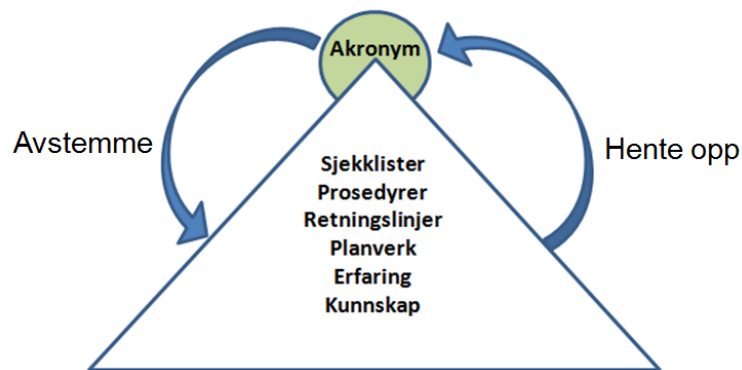 Akronym
Avstemme
Hente opp
Sjekklister
Prosedyrer
Retningslinjer
Planverk
Erfaring
Kunnskap